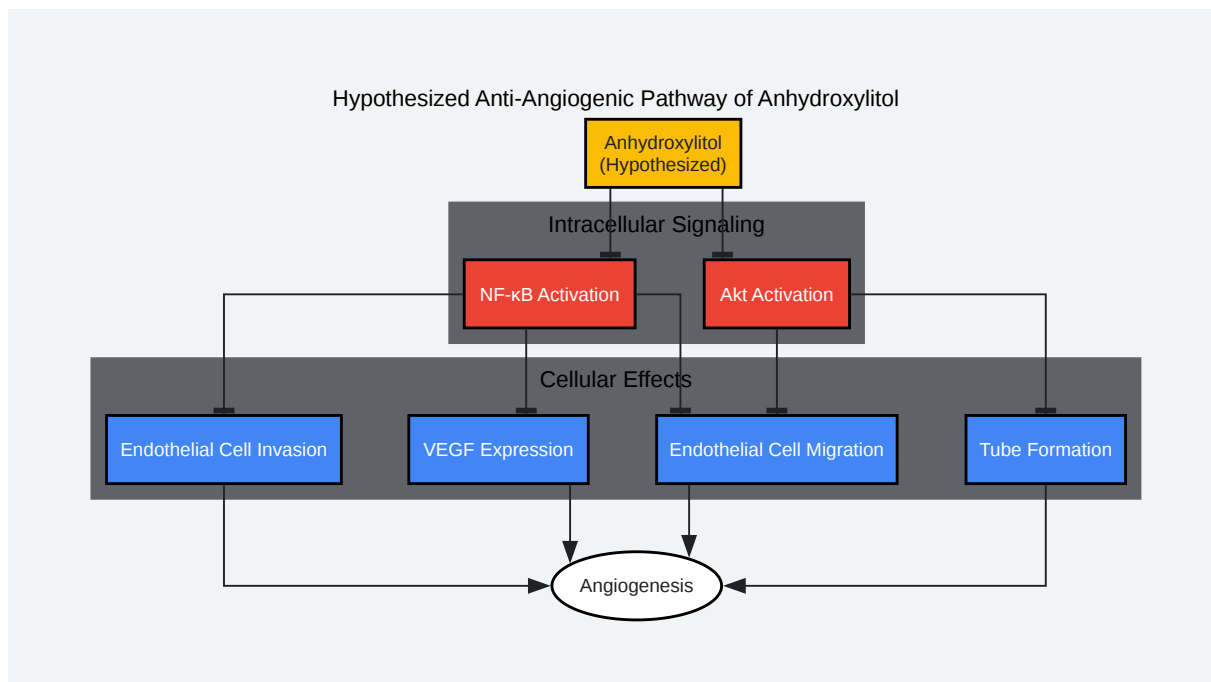 Hypothesized Anti-Angiogenic Pathway of Anhydroxylitol
Anhydroxylitol
(Hypothesized)
Intracellular Signaling
NF-κB Activation
Akt Activation
Cellular Effects
Endothelial Cell Invasion
VEGF Expression
Endothelial Cell Migration
Tube Formation
Angiogenesis